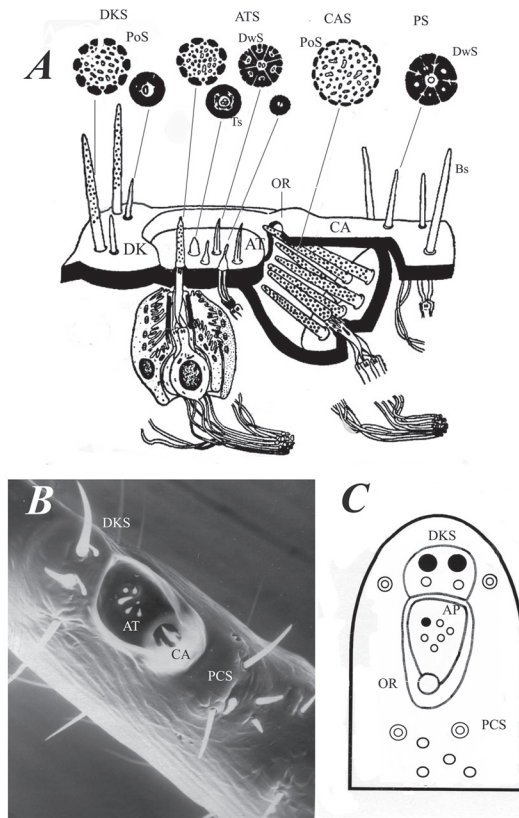 DKS ATS CAS PS
A PoS DwS PoS DwS
Ts
OR Bs
DK AT CA
B
DKS
AT
CA
PCS
C
DKS
AP
OR
PCS